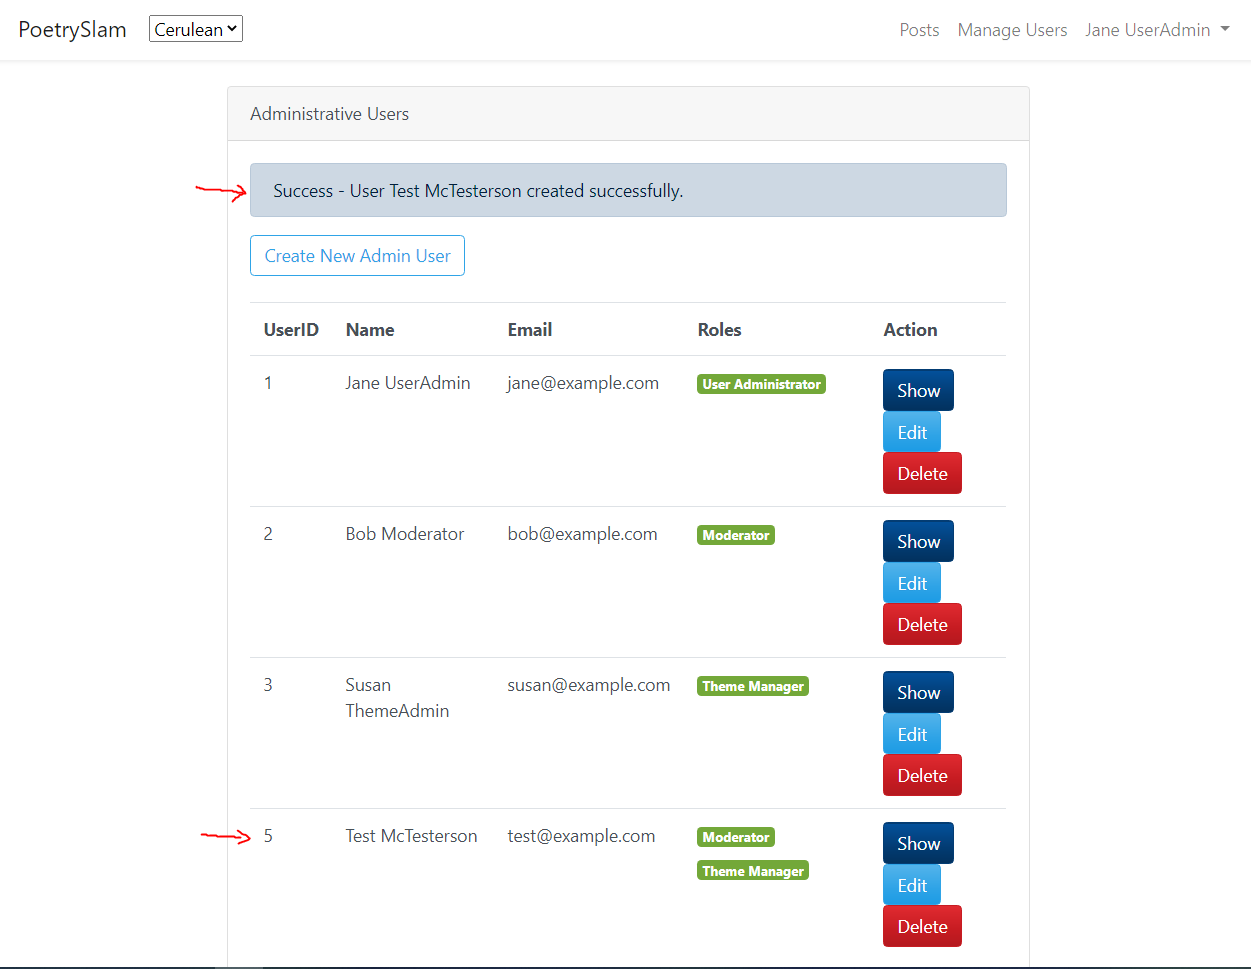 PoetrySlam Cerulean Posts Manage Users Jane UserAdmin
Administrative Users
Success - User Test McTesterson created successfully.
Create New Admin User
UserID Name Email Roles Action
1 Jane UserAdmin jane@example.com User Administrator Show
Edit
Delete
2 Bob Moderator bob@example.com Moderator Show
Edit
Delete
3 Susan ThemeAdmin susan@example.com Theme Manager Show
Edit
Delete
5 Test McTesterson test@example.com Moderator Show
Theme Manager Edit
Delete